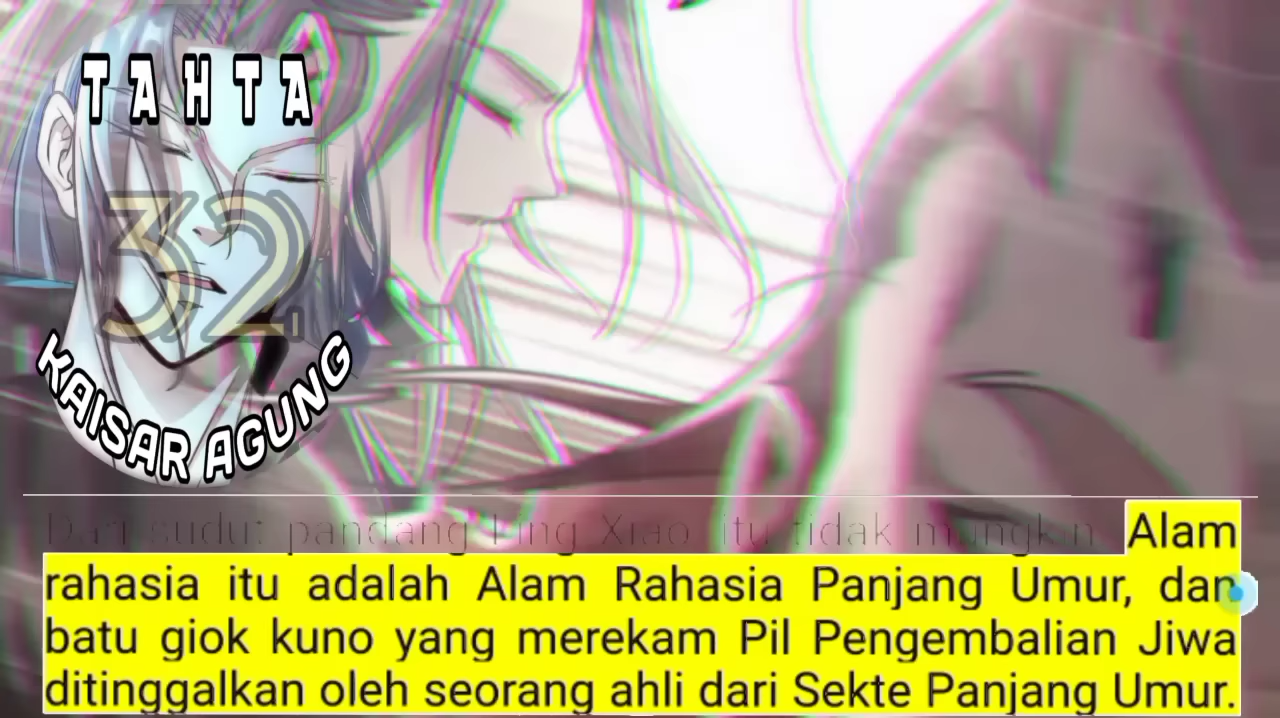 TAHTA
32
KAISAR AGUNG
Dari sudut pandang Ling Xiao, itu tidak mungkin. Alam
rahasia itu adalah Alam Rahasia Panjang Umur, dan
batu giok kuno yang merekam Pil Pengembalian Jiwa
ditinggalkan oleh seorang ahli dari Sekte Panjang Umur.